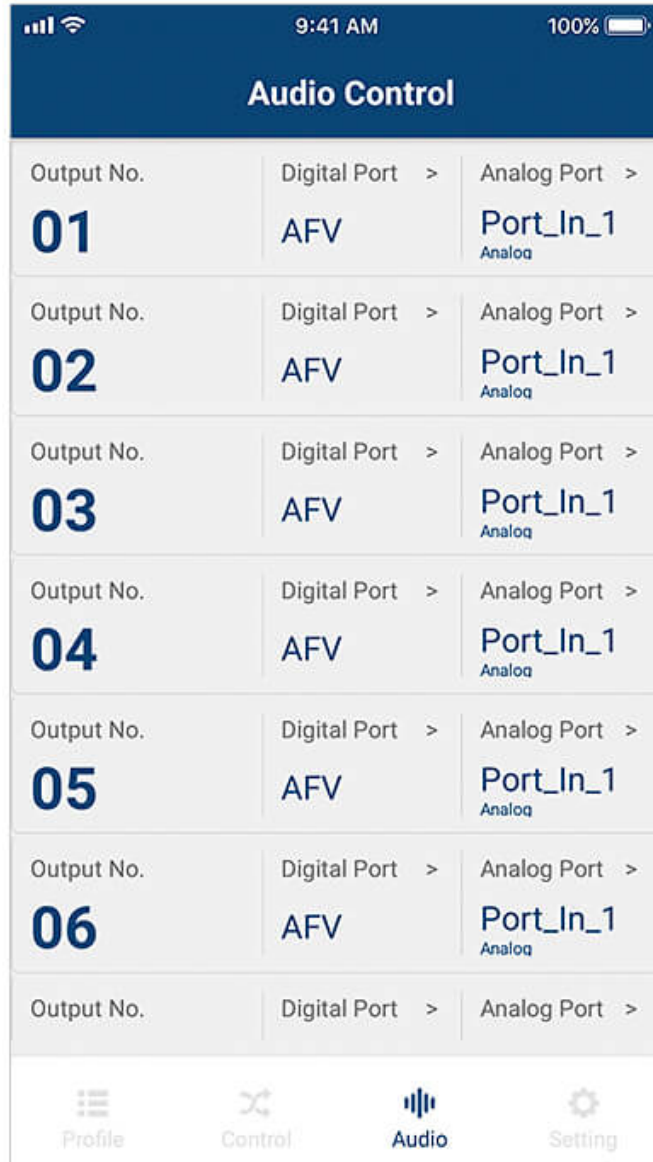 9:41 AM 100%
Audio Control
Output No. Digital Port > Analog Port >
01 AFV Port_In_1
Analog
Output No. Digital Port > Analog Port >
02 AFV Port_In_1
Analog
Output No. Digital Port > Analog Port >
03 AFV Port_In_1
Analog
Output No. Digital Port > Analog Port >
04 AFV Port_In_1
Analog
Output No. Digital Port > Analog Port >
05 AFV Port_In_1
Analog
Output No. Digital Port > Analog Port >
06 AFV Port_In_1
Analog
Output No. Digital Port > Analog Port >
Profile Control Audio Setting